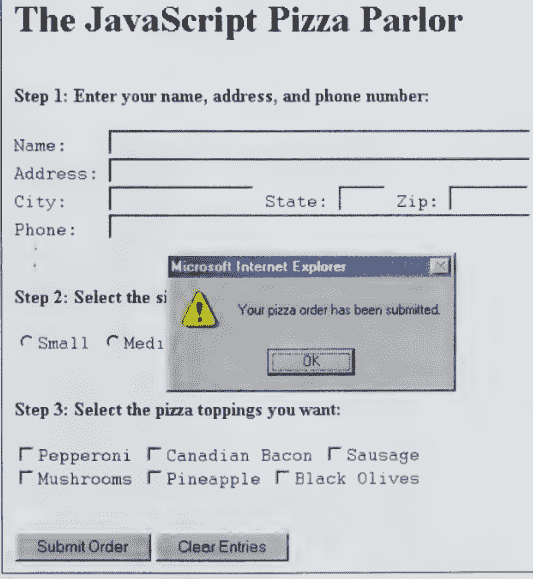 The JavaScript Pizza Parlor
Step 1: Enter your name, address, and phone number:
Name:
Address:
City: State: Zip:
Phone:
Microsoft Internet Explorer
Your pizza order has been submitted.
OK
Step 2: Select the si
Small Medi
Step 3: Select the pizza toppings you want:
Pepperoni Canadian Bacon Sausage
Mushrooms Pineapple Black Olives
Submit Order Clear Entries